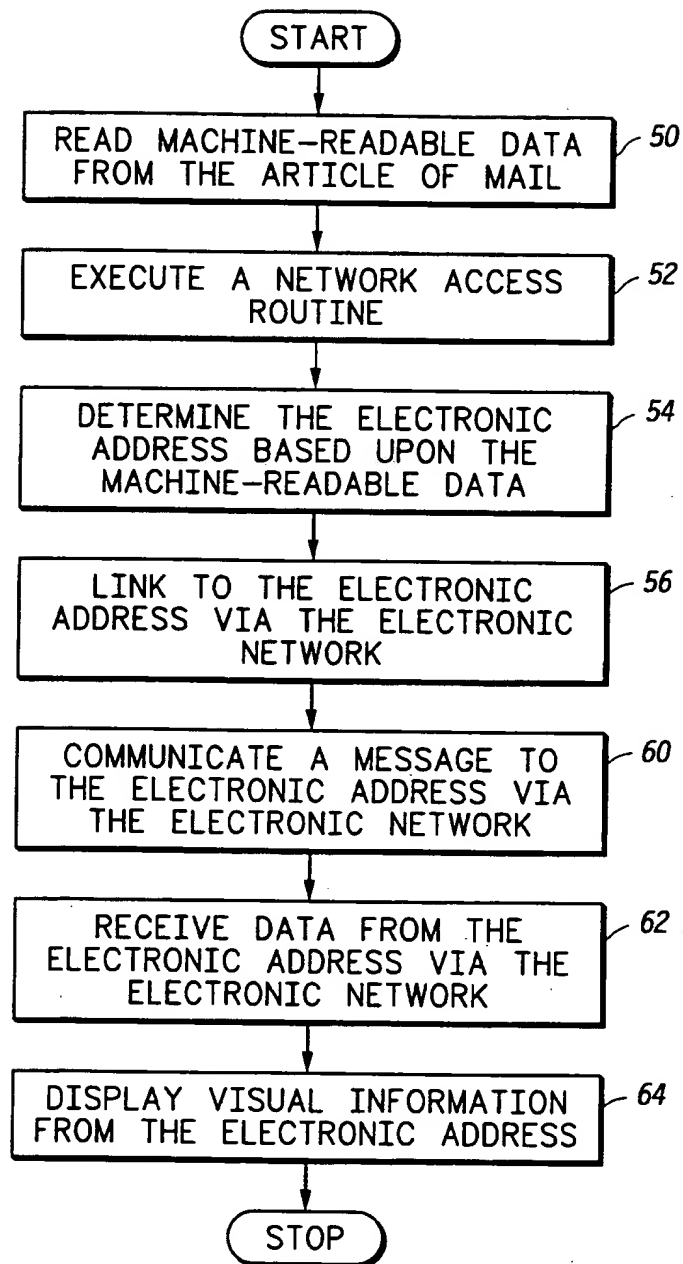 START
READ MACHINE-READABLE DATA
FROM THE ARTICLE OF MAIL
50
EXECUTE A NETWORK ACCESS
ROUTINE
52
DETERMINE THE ELECTRONIC
ADDRESS BASED UPON THE
MACHINE-READABLE DATA
54
LINK TO THE ELECTRONIC
ADDRESS VIA THE ELECTRONIC
NETWORK
56
COMMUNICATE A MESSAGE TO
THE ELECTRONIC ADDRESS VIA
THE ELECTRONIC NETWORK
60
RECEIVE DATA FROM THE
ELECTRONIC ADDRESS VIA THE
ELECTRONIC NETWORK
62
DISPLAY VISUAL INFORMATION
FROM THE ELECTRONIC ADDRESS
64
STOP